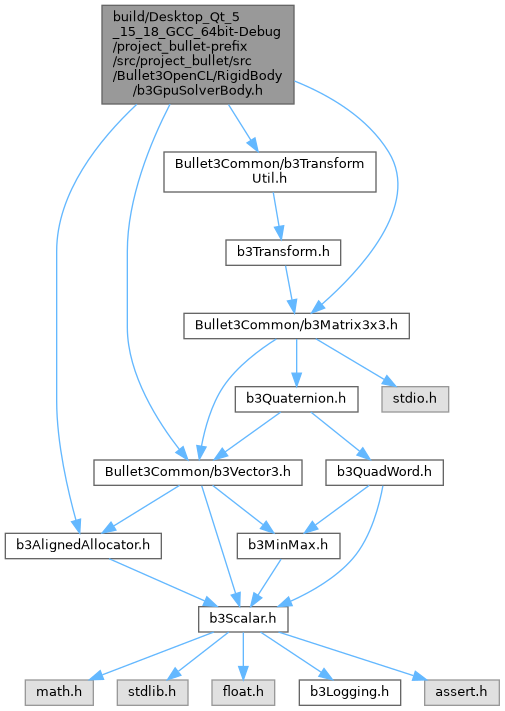 build/Desktop_Qt_5
_15_18_GCC_64bit-Debug
/project_bullet-prefix
/src/project_bullet/src
/Bullet3OpenCL/RigidBody
/b3GpuSolverBody.h
Bullet3Common/b3Transform
Util.h
b3Transform.h
Bullet3Common/b3Matrix3x3.h
b3Quaternion.h
stdio.h
Bullet3Common/b3Vector3.h
b3QuadWord.h
b3AlignedAllocator.h
b3MinMax.h
b3Scalar.h
math.h
stdlib.h
float.h
b3Logging.h
assert.h